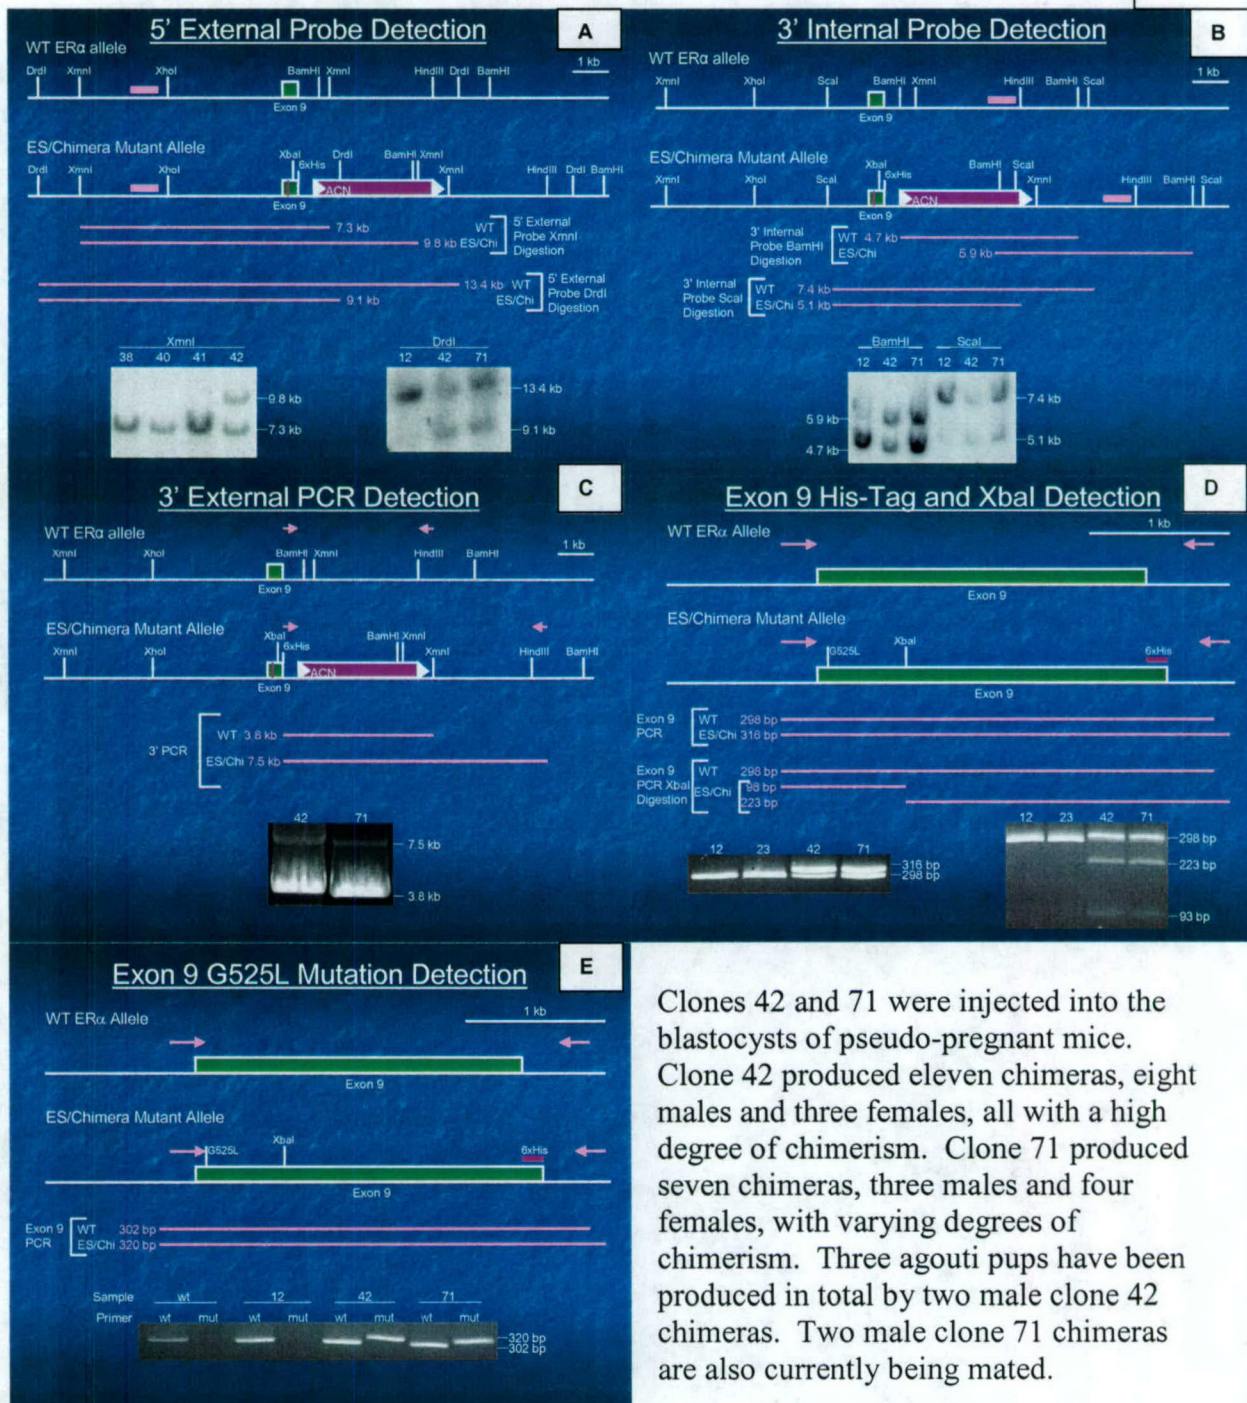 5' External Probe Detection
A
WT ERα allele
DrdI XmnI XhoI BamHI XmnI HindIII DrdI BamHI
1 kb
Exon 9
ES/Chimera Mutant Allele
XbaI
6xHis DrdI BamHI XmnI
DrdI XmnI XhoI XmnI HindIII DrdI BamHI
ACN
Exon 9
WT 7.3 kb
9.8 kb ES/Chi
5' External Probe XmnI Digestion
13.4 kb WT
ES/Chi 9.1 kb
5' External Probe DrdI Digestion
XmnI
38 40 41 42
9.8 kb
7.3 kb
DrdI
12 42 71
13.4 kb
9.1 kb
3' Internal Probe Detection
B
WT ERα allele
XmnI XhoI ScaI BamHI XmnI HindIII BamHI ScaI
1 kb
Exon 9
ES/Chimera Mutant Allele
XbaI
6xHis BamHI ScaI
XmnI XhoI ScaI XmnI HindIII BamHI ScaI
ACN
Exon 9
3' Internal Probe BamHI Digestion
WT 4.7 kb
ES/Chi 5.9 kb
3' Internal Probe ScaI Digestion
WT 7.4 kb
ES/Chi 5.1 kb
BamHI ScaI
12 42 71 12 42 71
5.9 kb
4.7 kb
7.4 kb
5.1 kb
3' External PCR Detection
C
WT ERα allele
XmnI XhoI BamHI XmnI HindIII BamHI
1 kb
Exon 9
ES/Chimera Mutant Allele
XbaI
6xHis BamHI XmnI
XmnI XhoI XmnI HindIII BamHI
ACN
Exon 9
3' PCR
WT 3.8 kb
ES/Chi 7.5 kb
42 71
7.5 kb
3.8 kb
Exon 9 His-Tag and XbaI Detection
D
WT ERα Allele
1 kb
Exon 9
ES/Chimera Mutant Allele
G525L XbaI 6xHis
Exon 9
Exon 9 PCR
WT 298 bp
ES/Chi 316 bp
Exon 9 PCR XbaI Digestion
WT 298 bp
ES/Chi 98 bp
223 bp
12 23 42 71
316 bp
298 bp
12 23 42 71
298 bp
223 bp
93 bp
Exon 9 G525L Mutation Detection
E
WT ERα Allele
1 kb
Exon 9
ES/Chimera Mutant Allele
G525L XbaI 6xHis
Exon 9
Exon 9 PCR
WT 302 bp
ES/Chi 320 bp
Sample wt 12 42 71
Primer wt mut wt mut wt mut wt mut
320 bp
302 bp
Clones 42 and 71 were injected into the
blastocysts of pseudo-pregnant mice.
Clone 42 produced eleven chimeras, eight
males and three females, all with a high
degree of chimerism. Clone 71 produced
seven chimeras, three males and four
females, with varying degrees of
chimerism. Three agouti pups have been
produced in total by two male clone 42
chimeras. Two male clone 71 chimeras
are also currently being mated.